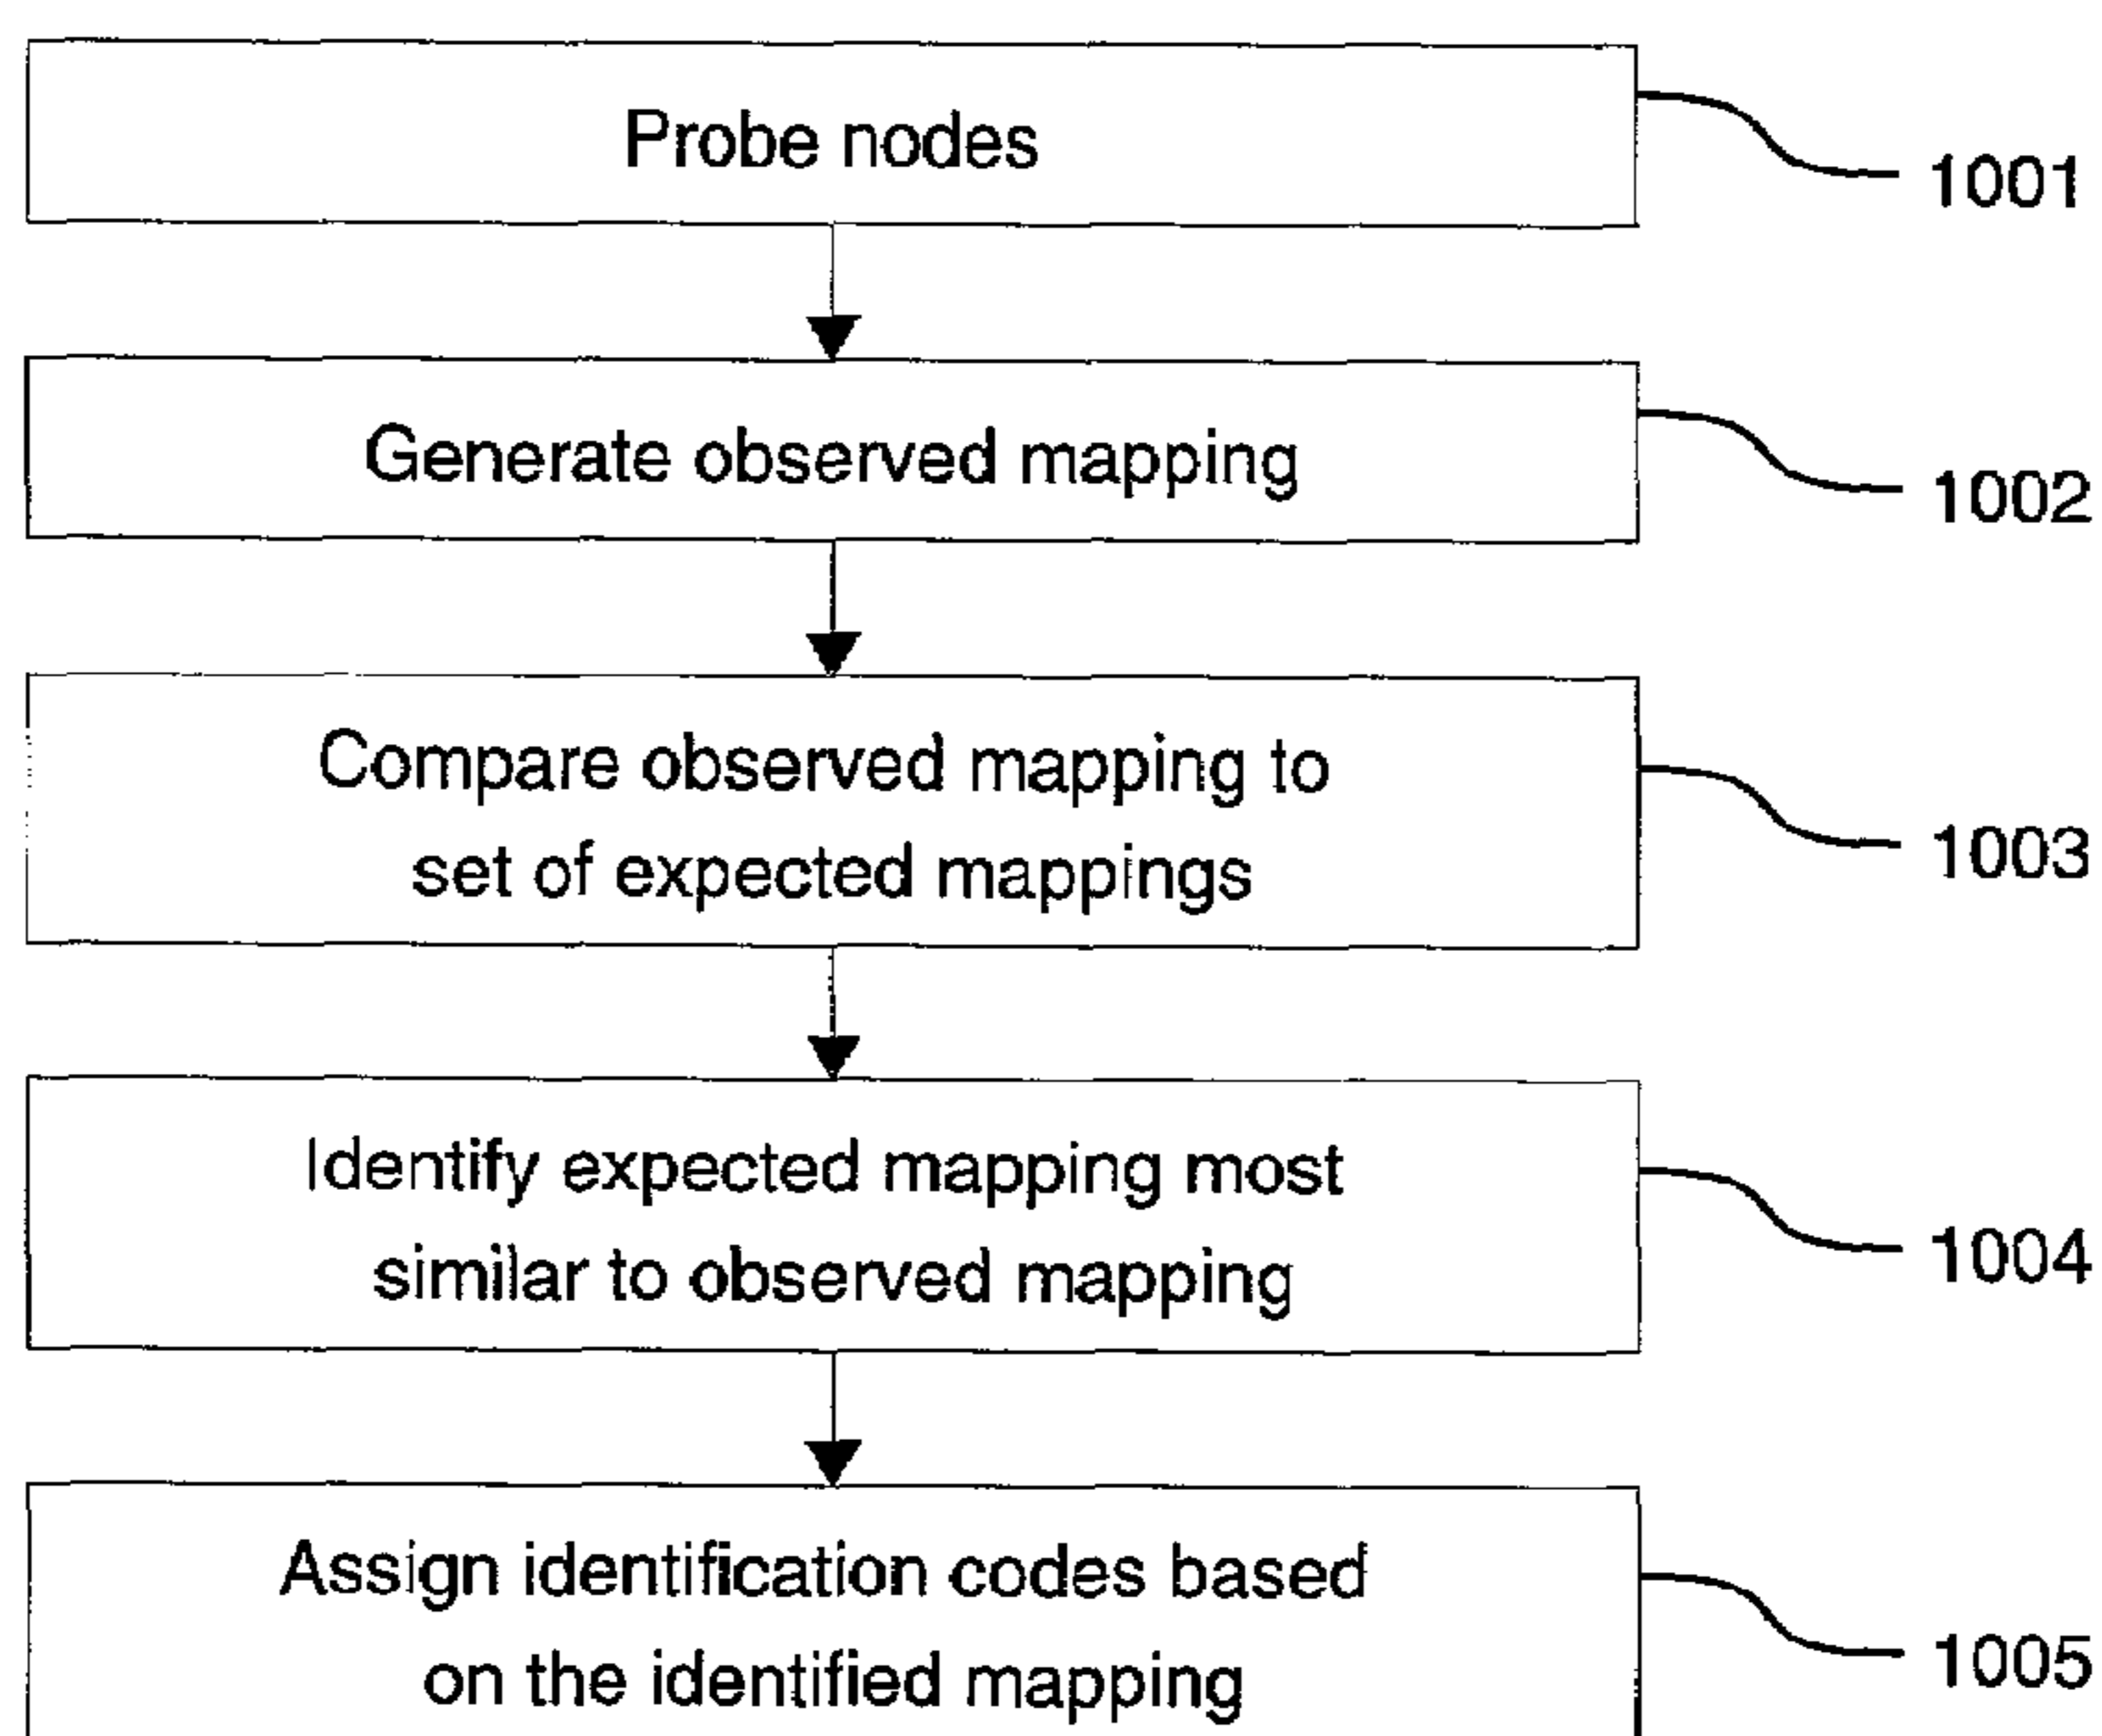 Probe nodes
1001
Generate observed mapping
1002
Compare observed mapping to
set of expected mappings
1003
Identify expected mapping most
similar to observed mapping
1004
Assign identification codes based
on the identified mapping
1005